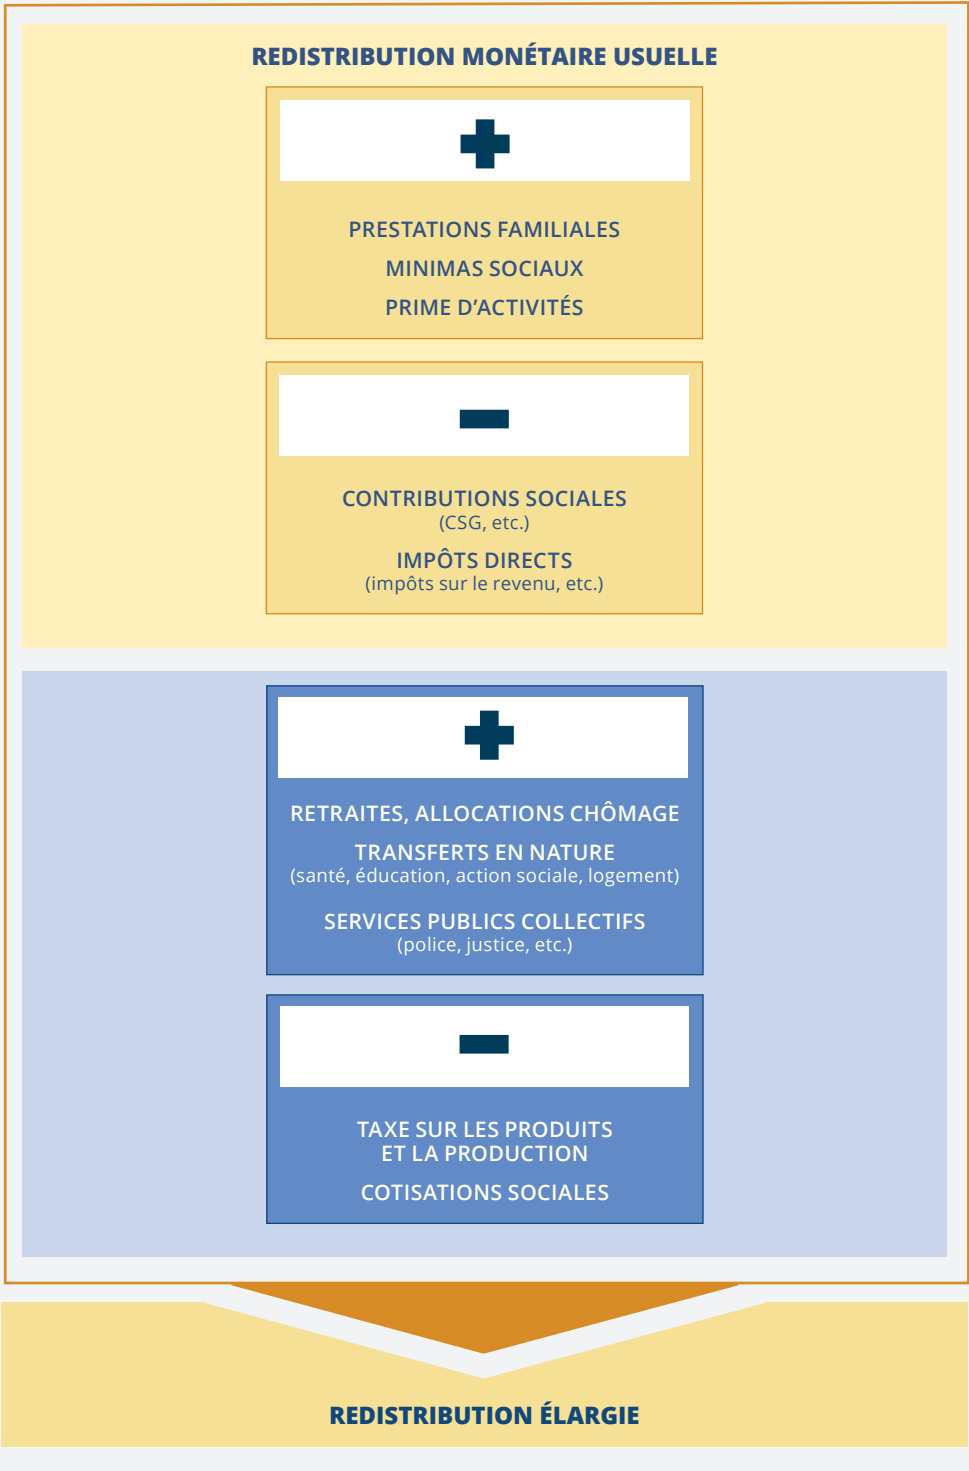 REDISTRIBUTION MONÉTAIRE USUELLE
PRESTATIONS FAMILIALES
MINIMAS SOCIAUX
PRIME D’ACTIVITÉS
CONTRIBUTIONS SOCIALES
(CSG, etc.)
IMPÔTS DIRECTS
(impôts sur le revenu, etc.)
RETRAITES, ALLOCATIONS CHÔMAGE
TRANSFERTS EN NATURE
(santé, éducation, action sociale, logement)
SERVICES PUBLICS COLLECTIFS
(police, justice, etc.)
TAXE SUR LES PRODUITS
ET LA PRODUCTION
COTISATIONS SOCIALES
REDISTRIBUTION ÉLARGIE